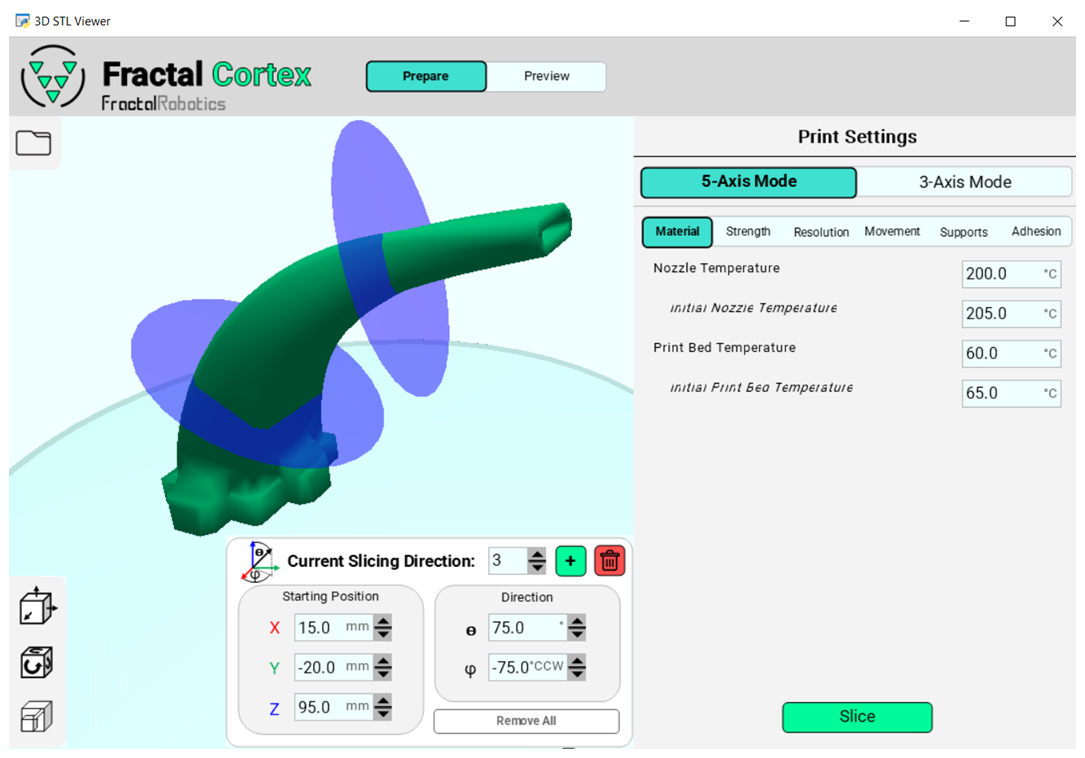 3D STL Viewer
Fractal Cortex
FractalRobotics
Prepare
Preview
Print Settings
5-Axis Mode
3-Axis Mode
Material
Strength
Resolution
Movement
Supports
Adhesion
Nozzle Temperature
200.0 °C
Initial Nozzle Temperature
205.0 °C
Print Bed Temperature
60.0 °C
Initial Print Bed Temperature
65.0 °C
Current Slicing Direction: 3 +
Starting Position
X 15.0 mm
Y -20.0 mm
Z 95.0 mm
Direction
θ 75.0 °
φ -75.0 °CCW
Remove All
Slice